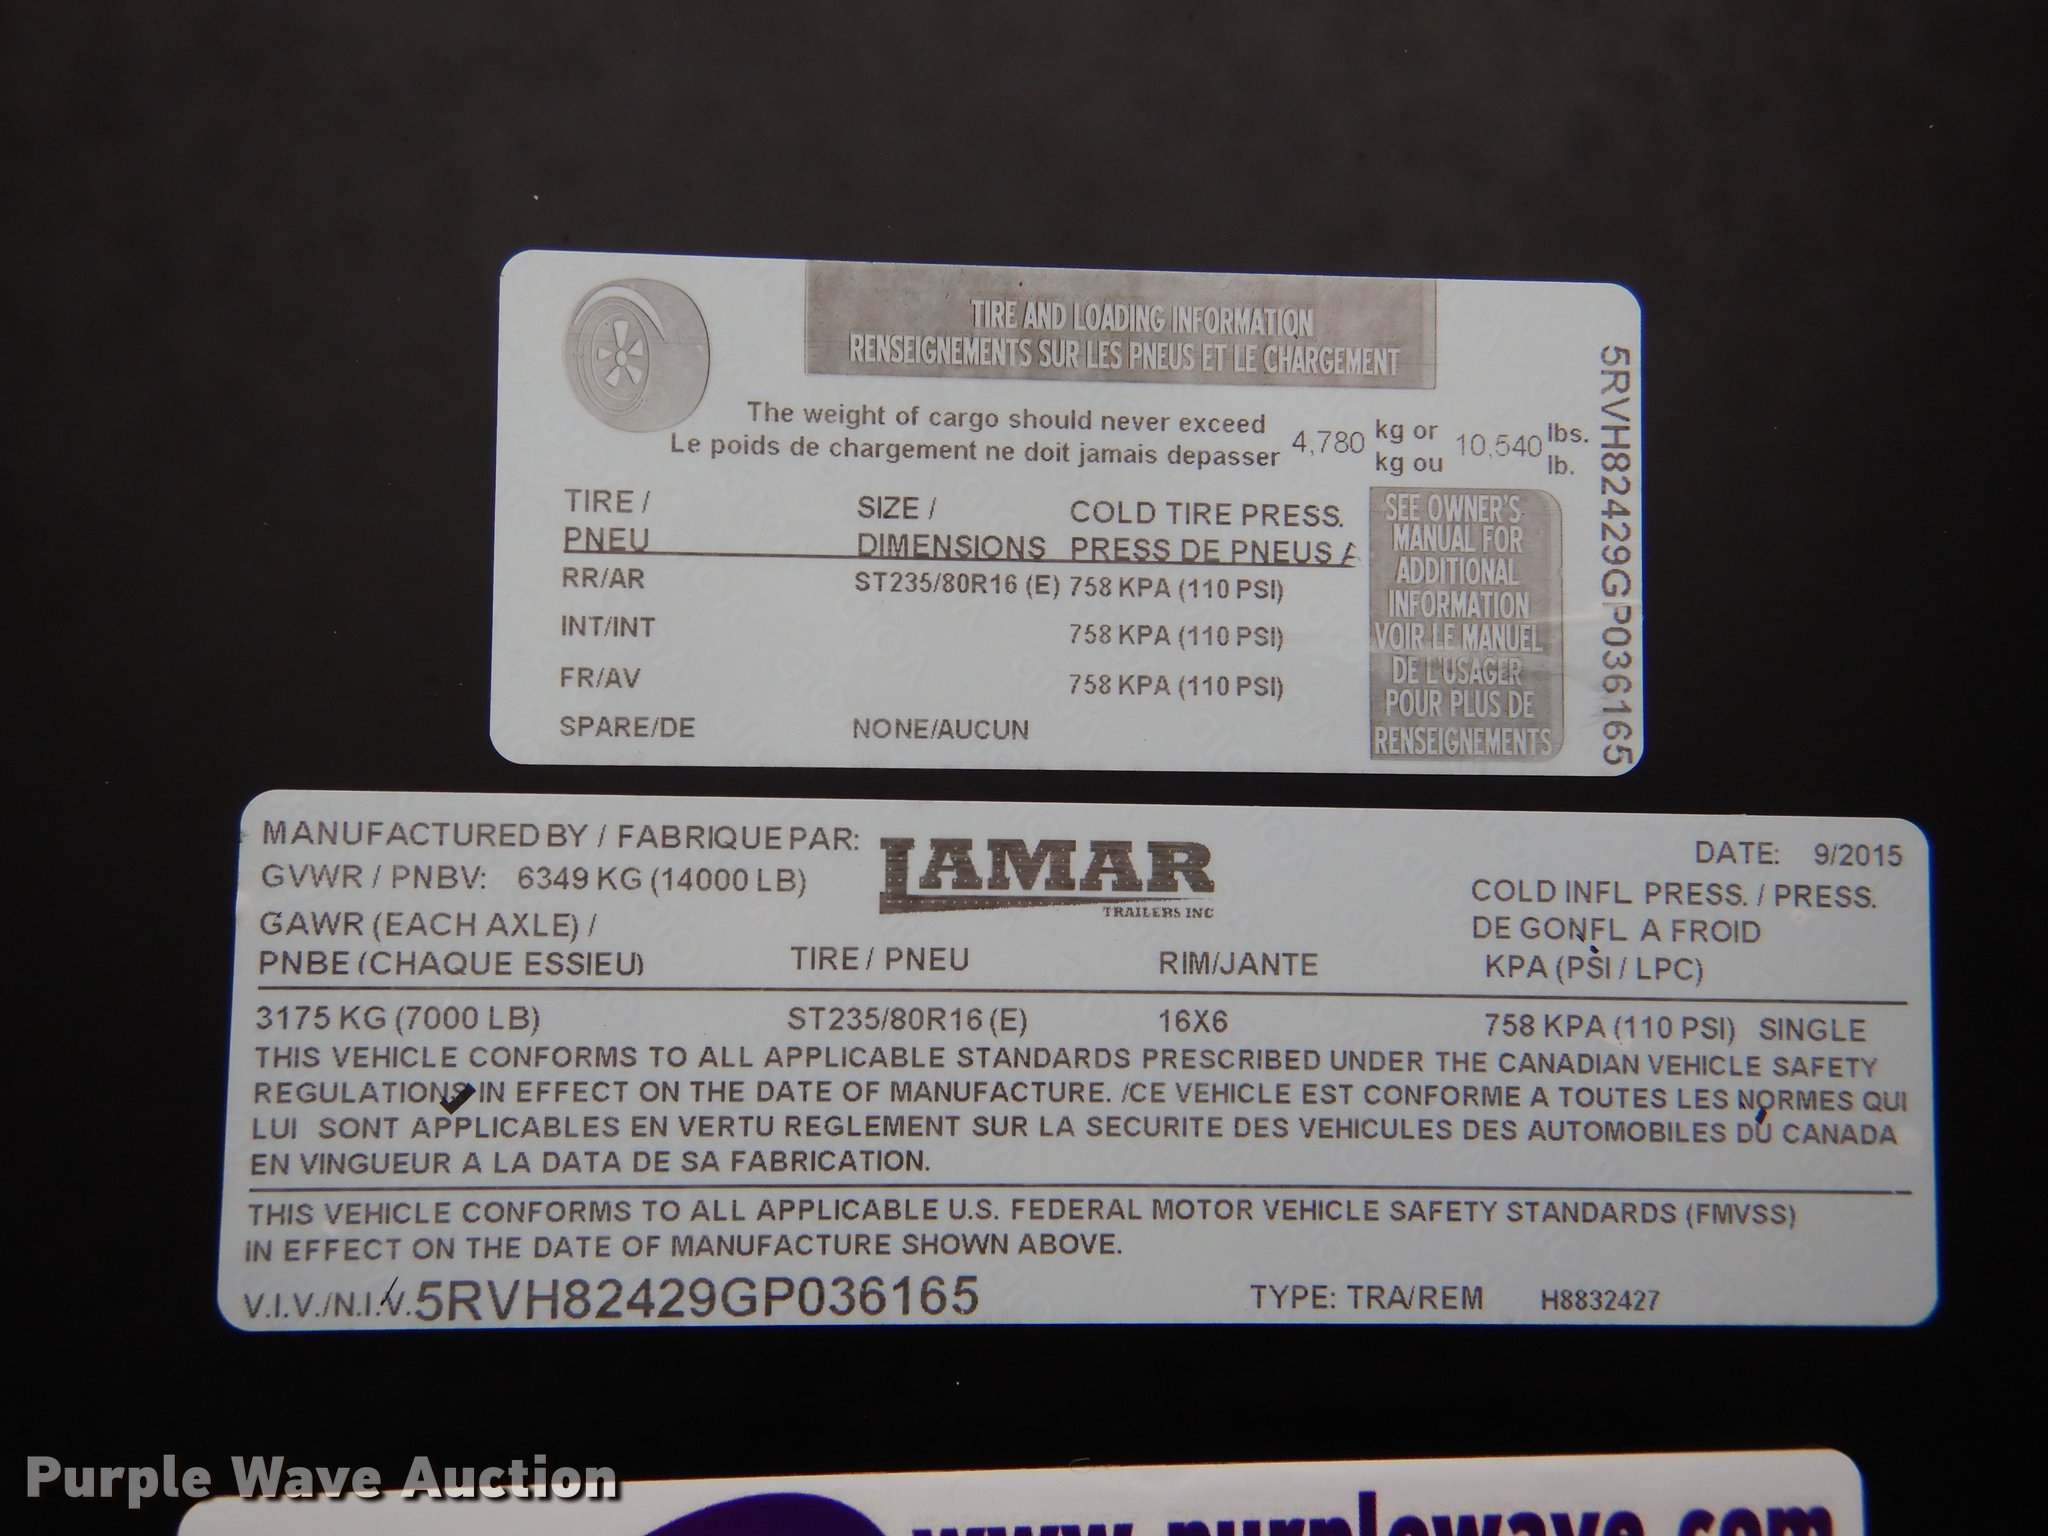 TIRE AND LOADING INFORMATION
RENSEIGNEMENTS SUR LES PNEUS ET LE CHARGEMENT
The weight of cargo should never exceed
Le poids de chargement ne doit jamais depasser
4,780 kg or 10,540 lbs.
kg ou lb.
TIRE / SIZE / COLD TIRE PRESS.
PNEU DIMENSIONS PRESS DE PNEUS A
RR/AR ST235/80R16 (E) 758 KPA (110 PSI)
INT/INT 758 KPA (110 PSI)
FR/AV 758 KPA (110 PSI)
SPARE/DE NONE/AUCUN
SEE OWNER'S
MANUAL FOR
ADDITIONAL
INFORMATION
VOIR LE MANUEL
DE L'USAGER
POUR PLUS DE
RENSEIGNEMENTS
5RVH82429GP036165
MANUFACTURED BY / FABRIQUE PAR: LAMAR
TRAILERS INC
DATE: 9/2015
GVWR / PNBV: 6349 KG (14000 LB)
COLD INFL PRESS. / PRESS.
GAWR (EACH AXLE) / DE GONFL A FROID
PNBE (CHAQUE ESSIEU) TIRE / PNEU RIM/JANTE KPA (PSI / LPC)
3175 KG (7000 LB) ST235/80R16 (E) 16X6 758 KPA (110 PSI) SINGLE
THIS VEHICLE CONFORMS TO ALL APPLICABLE STANDARDS PRESCRIBED UNDER THE CANADIAN VEHICLE SAFETY
REGULATIONS IN EFFECT ON THE DATE OF MANUFACTURE. /CE VEHICLE EST CONFORME A TOUTES LES NORMES QUI
LUI SONT APPLICABLES EN VERTU REGLEMENT SUR LA SECURITE DES VEHICULES DES AUTOMOBILES DU CANADA
EN VINGUEUR A LA DATA DE SA FABRICATION.
THIS VEHICLE CONFORMS TO ALL APPLICABLE U.S. FEDERAL MOTOR VEHICLE SAFETY STANDARDS (FMVSS)
IN EFFECT ON THE DATE OF MANUFACTURE SHOWN ABOVE.
V.I.V./N.I.V. 5RVH82429GP036165 TYPE: TRA/REM H8832427
Purple Wave Auction
www.purplewave.com